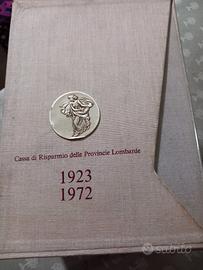 Cassa di Risparmio delle Provincie Lombarde
1923
1972
subito